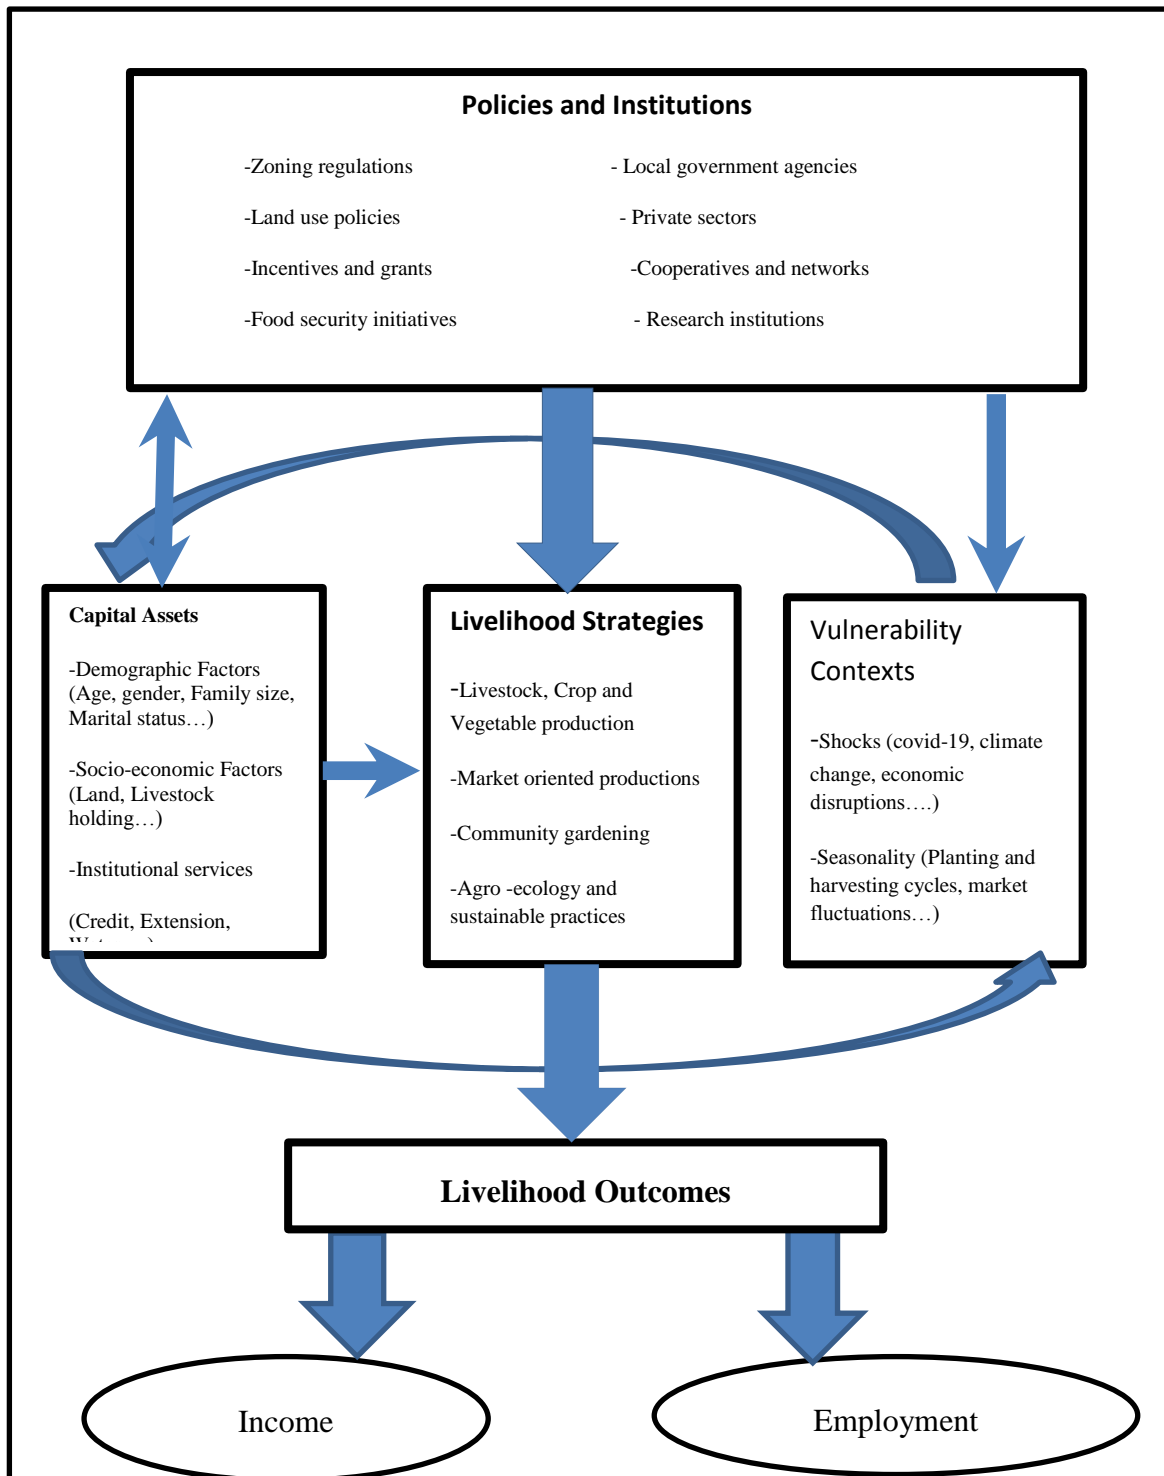 Policies and Institutions
-Zoning regulations - Local government agencies
-Land use policies - Private sectors
-Incentives and grants -Cooperatives and networks
-Food security initiatives - Research institutions
Capital Assets
-Demographic Factors
(Age, gender, Family size,
Marital status…)
-Socio-economic Factors
(Land, Livestock
holding…)
-Institutional services
(Credit, Extension,
Livelihood Strategies
-Livestock, Crop and
Vegetable production
-Market oriented productions
-Community gardening
-Agro -ecology and
sustainable practices
Vulnerability
Contexts
-Shocks (covid-19, climate
change, economic
disruptions….)
-Seasonality (Planting and
harvesting cycles, market
fluctuations…)
Livelihood Outcomes
Income
Employment